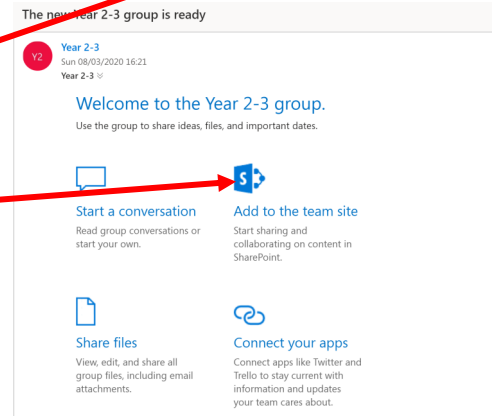 The new Year 2-3 group is ready
Y2
Year 2-3
Sun 08/03/2020 16:21
Year 2-3
Welcome to the Year 2-3 group.
Use the group to share ideas, files, and important dates.
S
Start a conversation
Read group conversations or
start your own.
Add to the team site
Start sharing and
collaborating on content in
SharePoint.
Share files
View, edit, and share all
group files, including email
attachments.
Connect your apps
Connect apps like Twitter and
Trello to stay current with
information and updates
your team cares about.